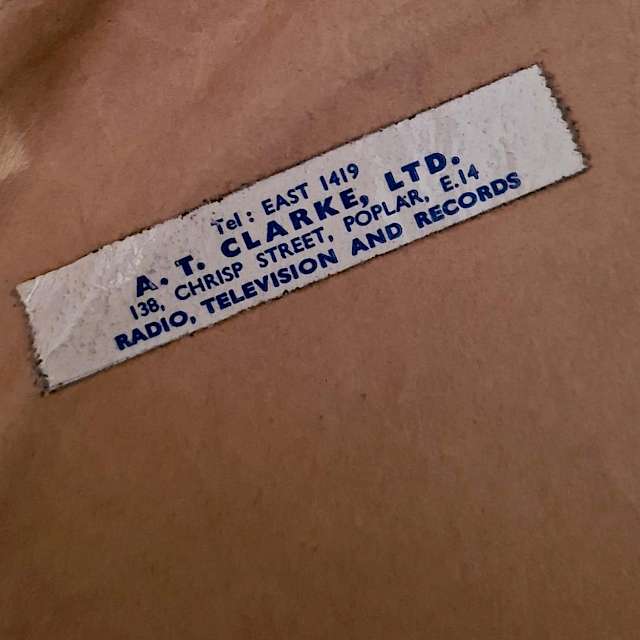 Tel: EAST 1419
A. T. CLARKE, LTD.
138, CHRISP STREET, POPLAR, E.14
RADIO, TELEVISION AND RECORDS